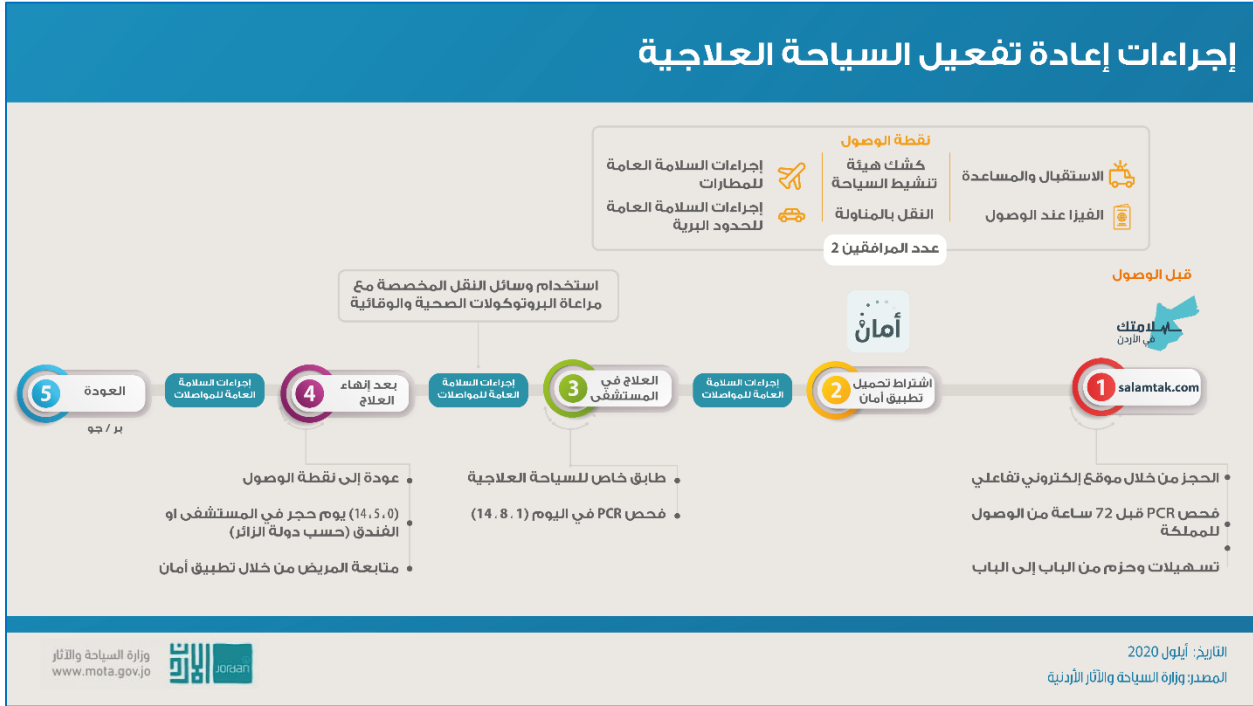 إجراءات إعادة تفعيل السياحة العلاجية
نقطة الوصول
الاستقبال والمساعدة
الفيزا عند الوصول
كشك هيئة
تنشيط السياحة
النقل بالمناولة
إجراءات السلامة العامة
للمطارات
إجراءات السلامة العامة
للحدود البرية
عدد المرافقين 2
قبل الوصول
سلامتك
في الأردن
أمان
استخدام وسائل النقل المخصصة مع
مراعاة البروتوكولات الصحية والوقائية
1
salamtak.com
2
اشتراط تحميل
تطبيق أمان
إجراءات السلامة
العامة للمواصلات
3
العلاج في
المستشفى
إجراءات السلامة
العامة للمواصلات
4
بعد إنهاء
العلاج
إجراءات السلامة
العامة للمواصلات
5
العودة
بر / جو
• الحجز من خلال موقع إلكتروني تفاعلي
• فحص PCR قبل 72 ساعة من الوصول
للمملكة
• تسهيلات وحزم من الباب إلى الباب
• طابق خاص للسياحة العلاجية
• فحص PCR في اليوم (1 ، 8 ، 14)
• عودة إلى نقطة الوصول
• (0 ، 5 ، 14) يوم حجر في المستشفى او
الفندق (حسب دولة الزائر)
• متابعة المريض من خلال تطبيق أمان
التاريخ: أيلول 2020
المصدر: وزارة السياحة والآثار الأردنية
الأردن
Jordan
وزارة السياحة والآثار
www.mota.gov.jo